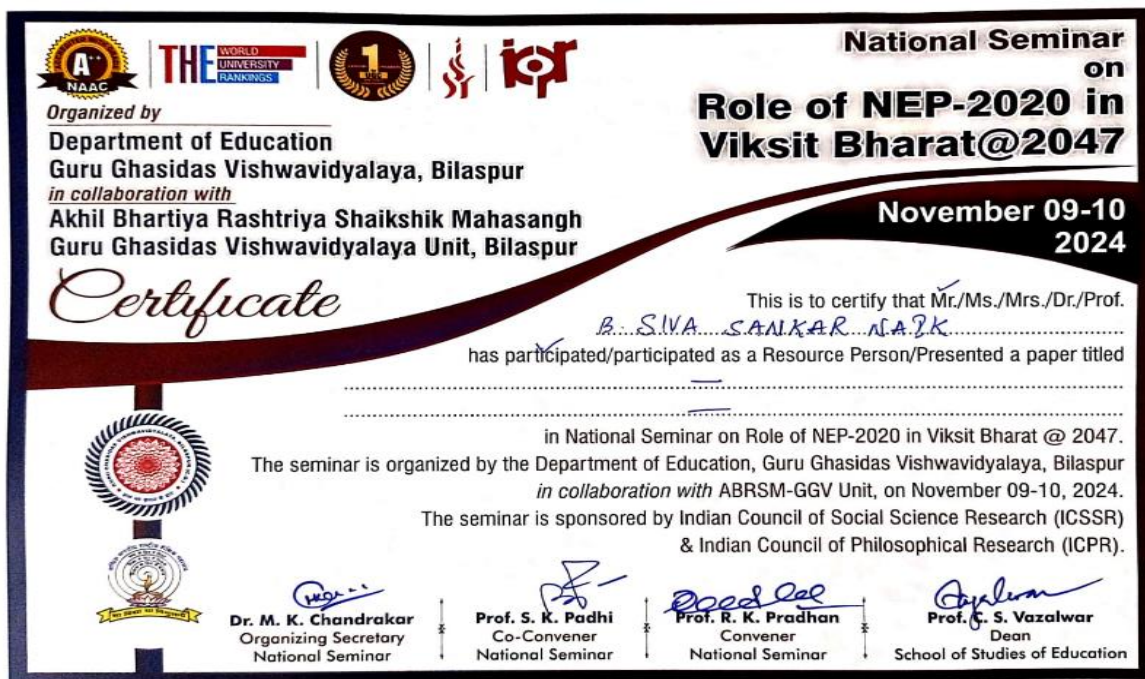 A++
NAAC
THE WORLD
UNIVERSITY
RANKINGS
1
UGC
icpr
National Seminar
on
Role of NEP-2020 in
Viksit Bharat@2047
November 09-10
2024
Organized by
Department of Education
Guru Ghasidas Vishwavidyalaya, Bilaspur
in collaboration with
Akhil Bhartiya Rashtriya Shaikshik Mahasangh
Guru Ghasidas Vishwavidyalaya Unit, Bilaspur
Certificate
This is to certify that Mr./Ms./Mrs./Dr./Prof.
B. SIVA SANKAR NAIK
has participated/participated as a Resource Person/Presented a paper titled
in National Seminar on Role of NEP-2020 in Viksit Bharat @ 2047.
The seminar is organized by the Department of Education, Guru Ghasidas Vishwavidyalaya, Bilaspur
in collaboration with ABRSM-GGV Unit, on November 09-10, 2024.
The seminar is sponsored by Indian Council of Social Science Research (ICSSR)
& Indian Council of Philosophical Research (ICPR).
Dr. M. K. Chandrakar
Organizing Secretary
National Seminar
Prof. S. K. Padhi
Co-Convener
National Seminar
Prof. R. K. Pradhan
Convener
National Seminar
Prof. C. S. Vazalwar
Dean
School of Studies of Education